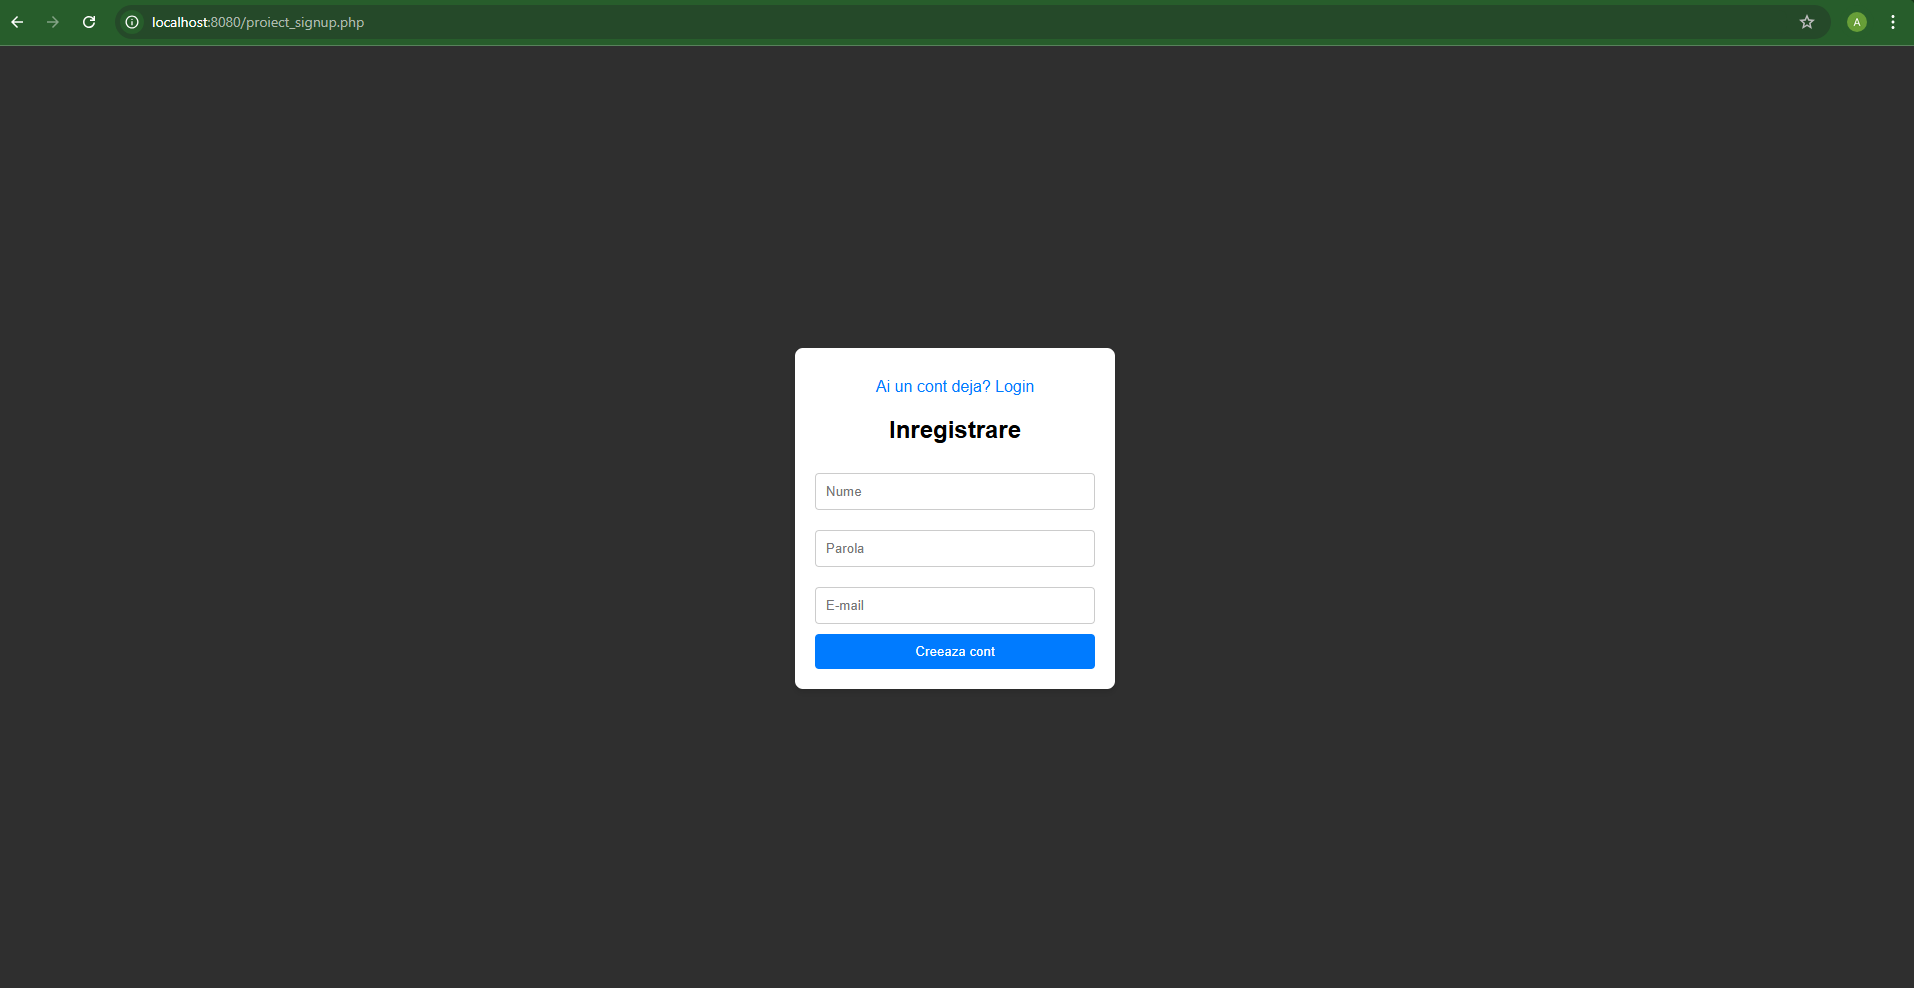 localhost:8080/proiect_signup.php
A
Ai un cont deja? Login
Inregistrare
Nume
Parola
E-mail
Creeaza cont